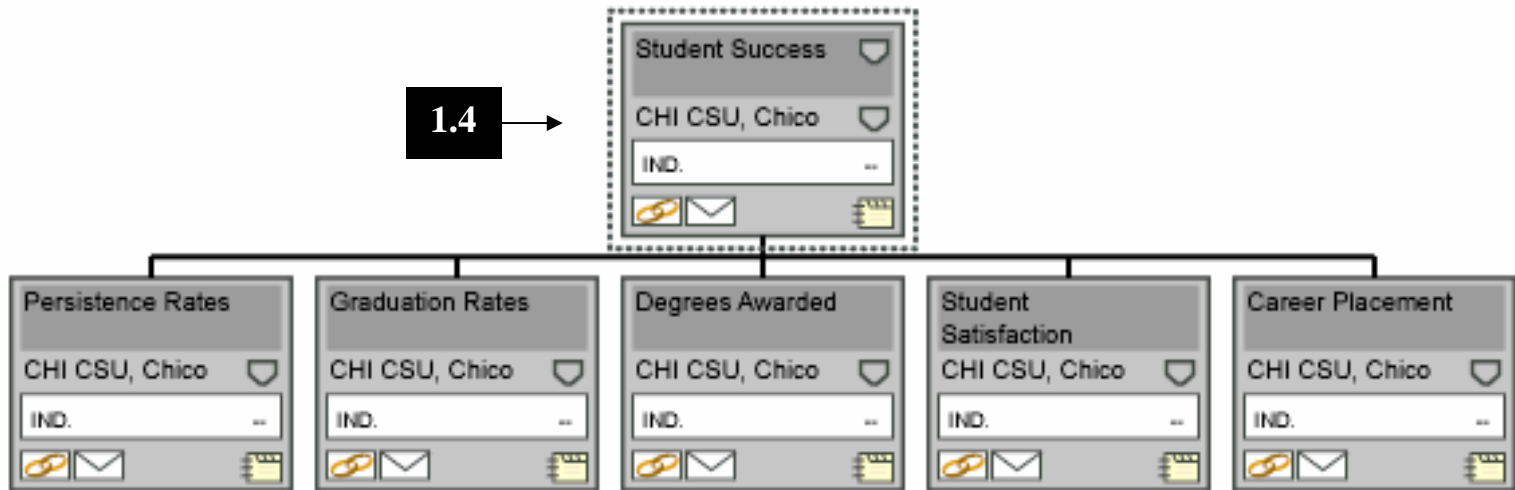 Student Success
1.4
CHI CSU, Chico
IND. --
Persistence Rates
CHI CSU, Chico
IND. --
Graduation Rates
CHI CSU, Chico
IND. --
Degrees Awarded
CHI CSU, Chico
IND. --
Student
Satisfaction
CHI CSU, Chico
IND. --
Career Placement
CHI CSU, Chico
IND. --